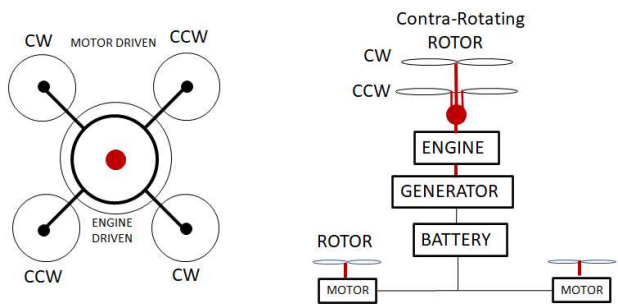 CW
MOTOR DRIVEN
CCW
ENGINE
DRIVEN
CCW
CW
Contra-Rotating
ROTOR
CW
CCW
ENGINE
GENERATOR
BATTERY
ROTOR
MOTOR
MOTOR